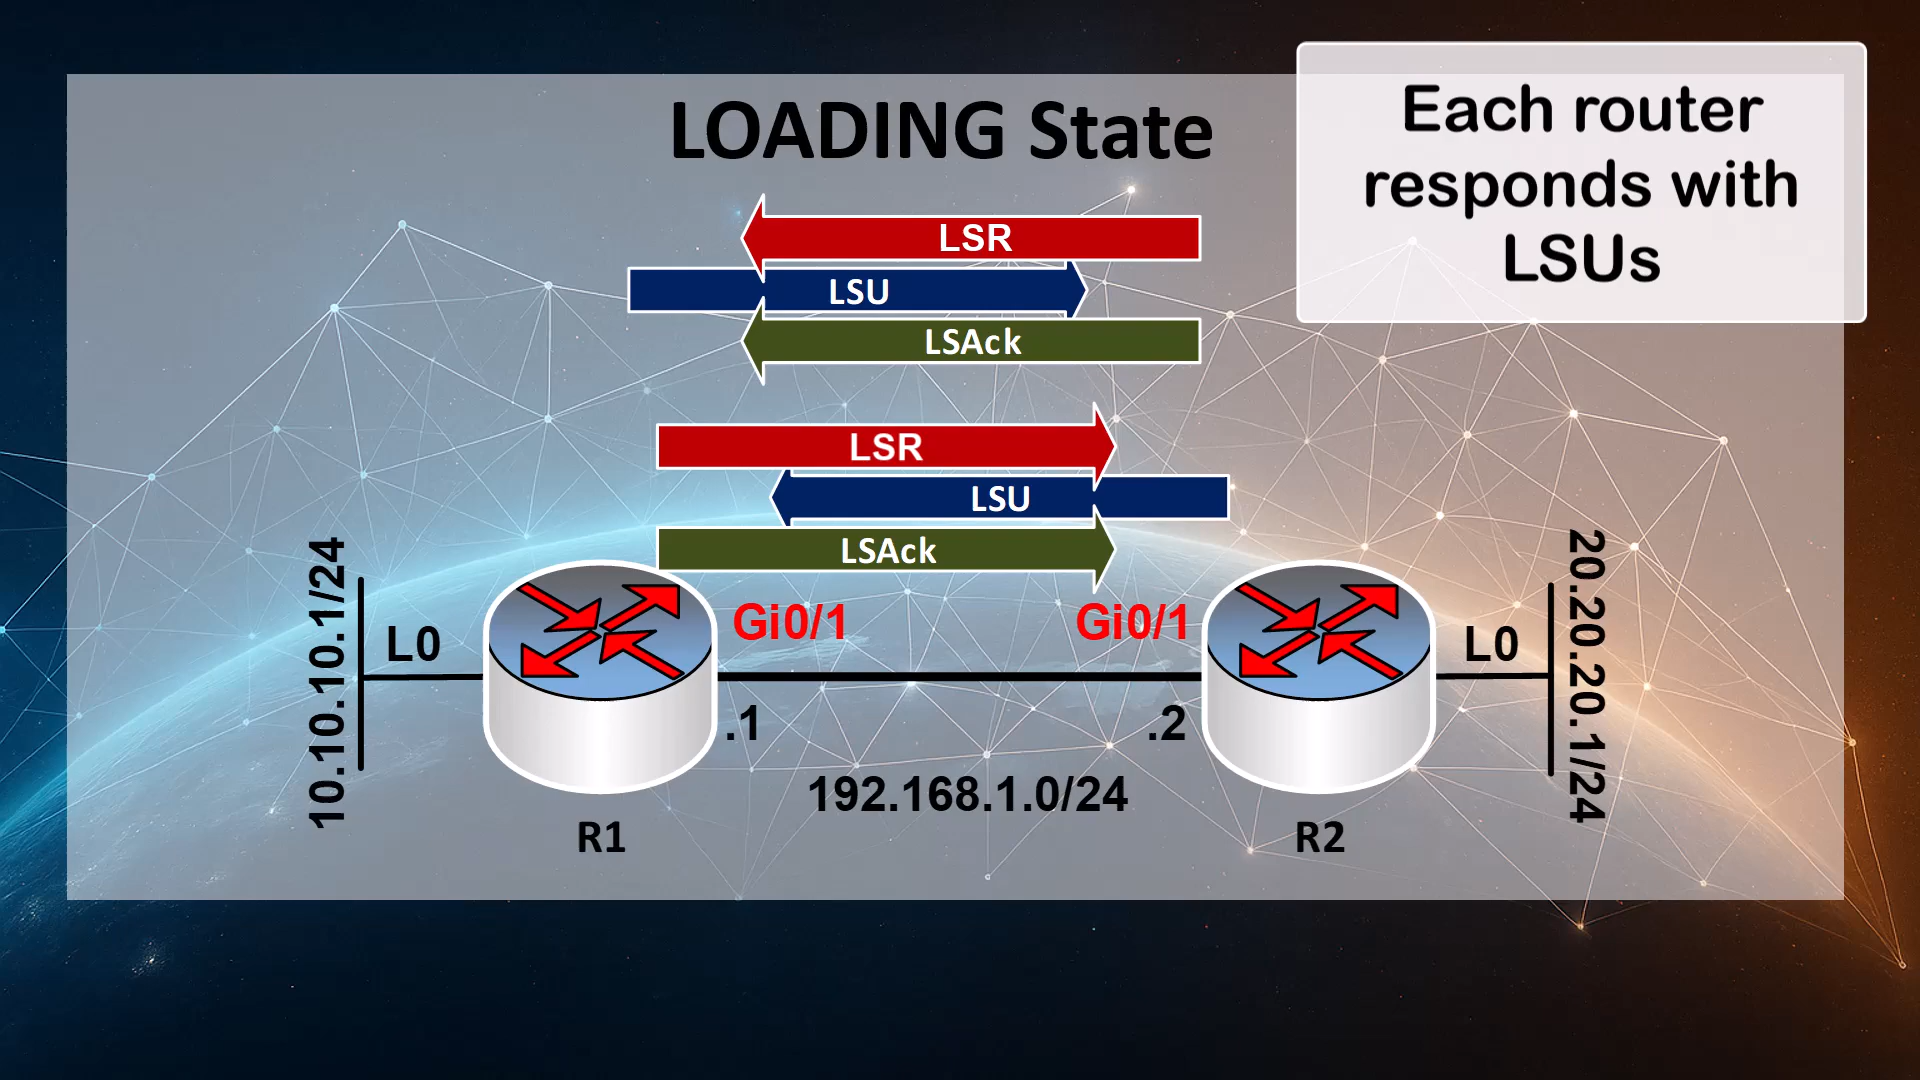 LOADING State
Each router
responds with
LSUs
LSR
LSU
LSAck
LSR
LSU
LSAck
10.10.10.1/24
L0
Gi0/1
Gi0/1
L0
20.20.20.1/24
.1
.2
192.168.1.0/24
R1
R2